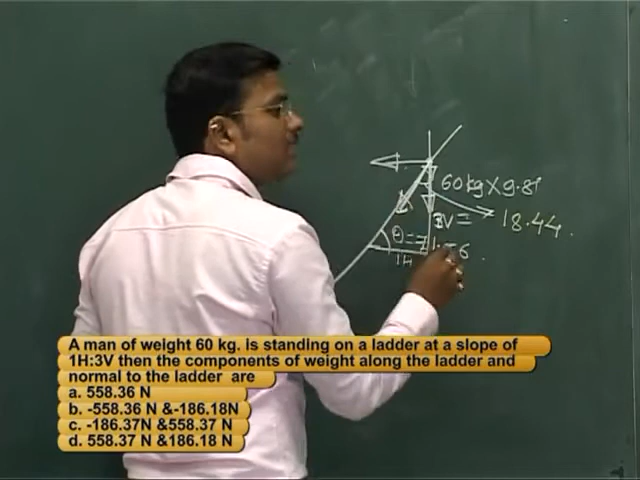 60kg×9.81
3V=
18.44.
θ=71.56.
1H
A man of weight 60 kg. is standing on a ladder at a slope of
1H:3V then the components of weight along the ladder and
normal to the ladder are
a. 558.36 N
b. -558.36 N &-186.18N
c. -186.37N &558.37 N
d. 558.37 N &186.18 N